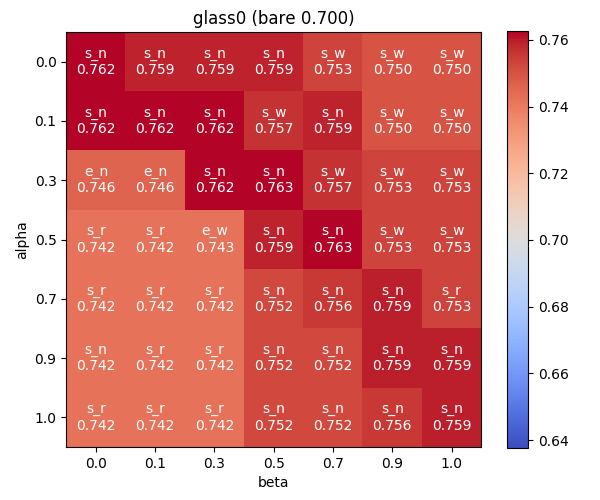 glass0 (bare 0.700)
alpha
0.0
s_n s_n s_n s_n s_w s_w s_w
0.762 0.759 0.759 0.759 0.753 0.750 0.750
0.1
s_n s_n s_n s_w s_n s_w s_w
0.762 0.762 0.762 0.757 0.759 0.750 0.750
0.3
e_n e_n s_n s_n s_w s_w s_w
0.746 0.746 0.762 0.763 0.757 0.753 0.753
0.5
s_r s_r e_w s_n s_n s_w s_w
0.742 0.742 0.743 0.759 0.763 0.753 0.753
0.7
s_r s_r s_r s_n s_n s_n s_r
0.742 0.742 0.742 0.752 0.756 0.759 0.753
0.9
s_n s_r s_r s_n s_n s_n s_n
0.742 0.742 0.742 0.752 0.752 0.759 0.759
1.0
s_r s_r s_r s_n s_n s_n s_n
0.742 0.742 0.742 0.752 0.752 0.756 0.759
0.0 0.1 0.3 0.5 0.7 0.9 1.0
beta
0.76
0.74
0.72
0.70
0.68
0.66
0.64